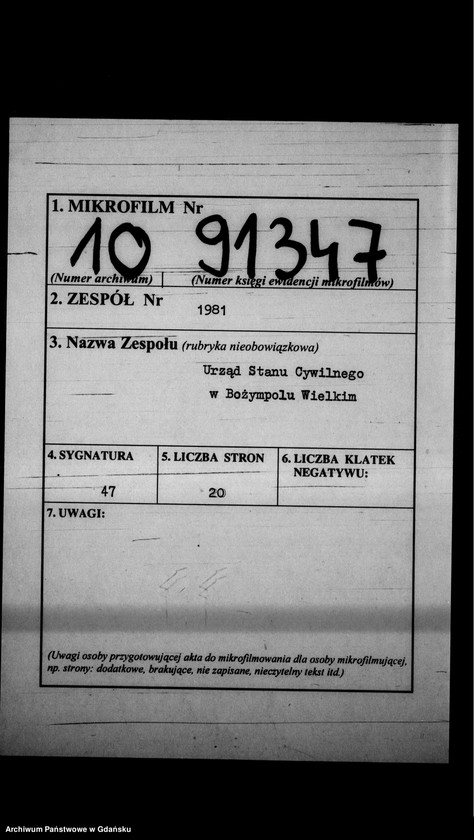 1. MIKROFILM Nr
10 91347
(Numer archiwum) (Numer księgi ewidencji mikrofilmów)
2. ZESPÓŁ Nr
1981
3. Nazwa Zespołu (rubryka nieobowiązkowa)
Urząd Stanu Cywilnego
w Bożympolu Wielkim
4. SYGNATURA
47
5. LICZBA STRON
20
6. LICZBA KLATEK
NEGATYWU:
7. UWAGI:
(Uwagi osoby przygotowującej akta do mikrofilmowania dla osoby mikrofilmującej,
np. strony: dodatkowe, brakujące, nie zapisane, nieczytelny tekst itd.)
Archiwum Państwowe w Gdańsku